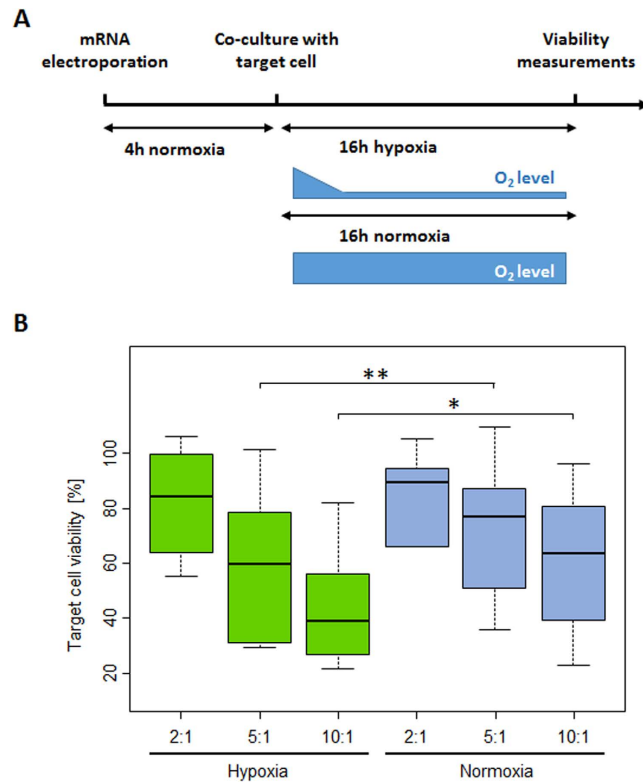 A
mRNA
electroporation
Co-culture with
target cell
Viability
measurements
4h normoxia
16h hypoxia
O₂ level
16h normoxia
O₂ level
B
**
*
Target cell viability [%]
100
80
60
40
20
2:1 5:1 10:1 2:1 5:1 10:1
Hypoxia Normoxia